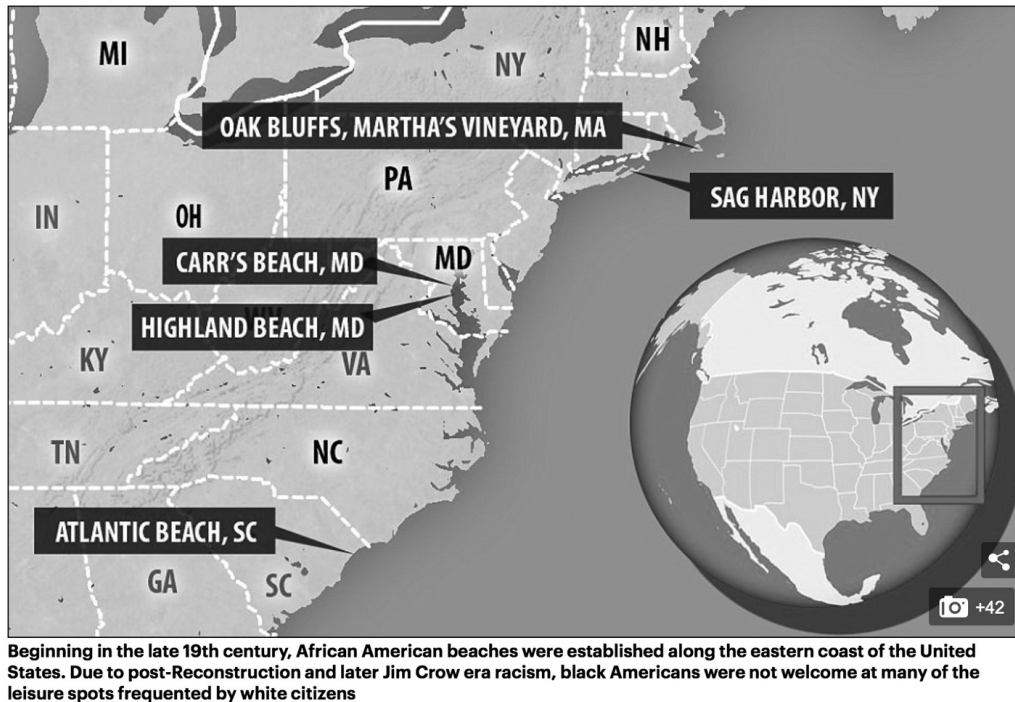 MI
NH
NY
OAK BLUFFS, MARTHA'S VINEYARD, MA
PA
SAG HARBOR, NY
IN
OH
MD
CARR'S BEACH, MD
HIGHLAND BEACH, MD
WV
KY
VA
TN
NC
ATLANTIC BEACH, SC
GA
SC
+42
Beginning in the late 19th century, African American beaches were established along the eastern coast of the United
States. Due to post-Reconstruction and later Jim Crow era racism, black Americans were not welcome at many of the
leisure spots frequented by white citizens